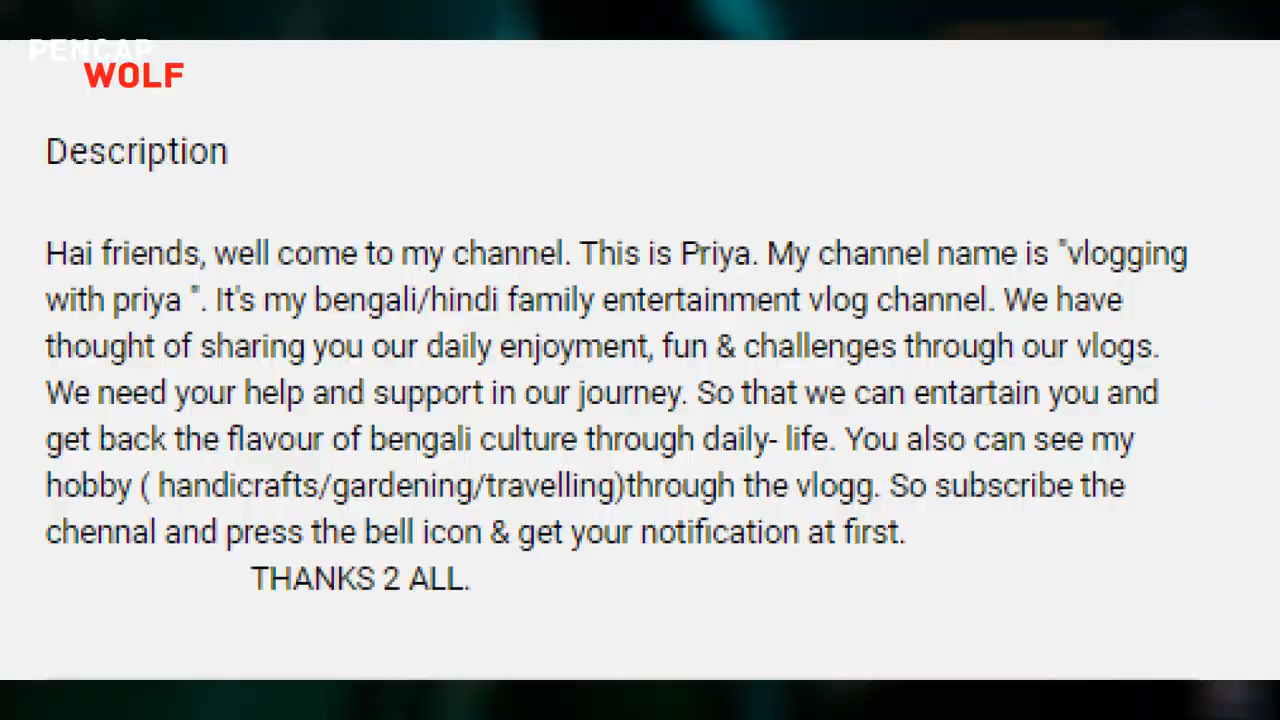 PENCAP
WOLF
Description
Hai friends, well come to my channel. This is Priya. My channel name is "vlogging
with priya ". It's my bengali/hindi family entertainment vlog channel. We have
thought of sharing you our daily enjoyment, fun & challenges through our vlogs.
We need your help and support in our journey. So that we can entartain you and
get back the flavour of bengali culture through daily- life. You also can see my
hobby ( handicrafts/gardening/travelling)through the vlogg. So subscribe the
chennal and press the bell icon & get your notification at first.
THANKS 2 ALL.